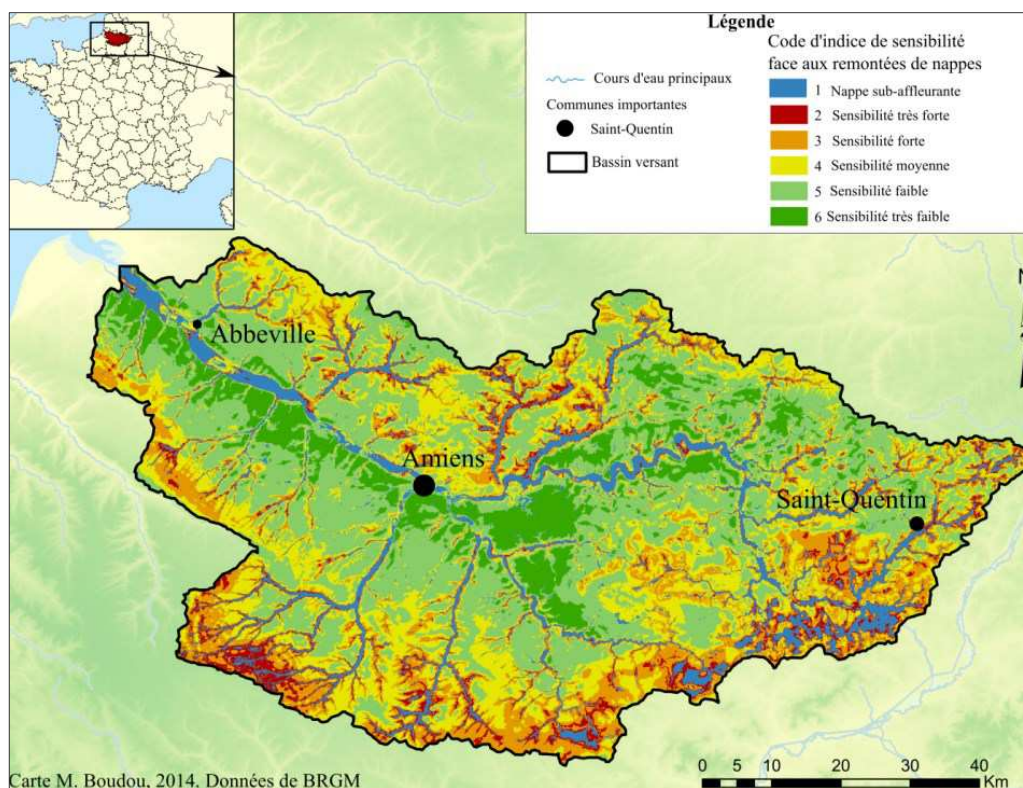 Légende
Cours d'eau principaux
Communes importantes
Saint-Quentin
Bassin versant
Code d'indice de sensibilité
face aux remontées de nappes
1 Nappe sub-affleurante
2 Sensibilité très forte
3 Sensibilité forte
4 Sensibilité moyenne
5 Sensibilité faible
6 Sensibilité très faible
N
Abbeville
Amiens
Saint-Quentin
Carte M. Boudou, 2014. Données de BRGM
0 5 10 20 30 40
Km